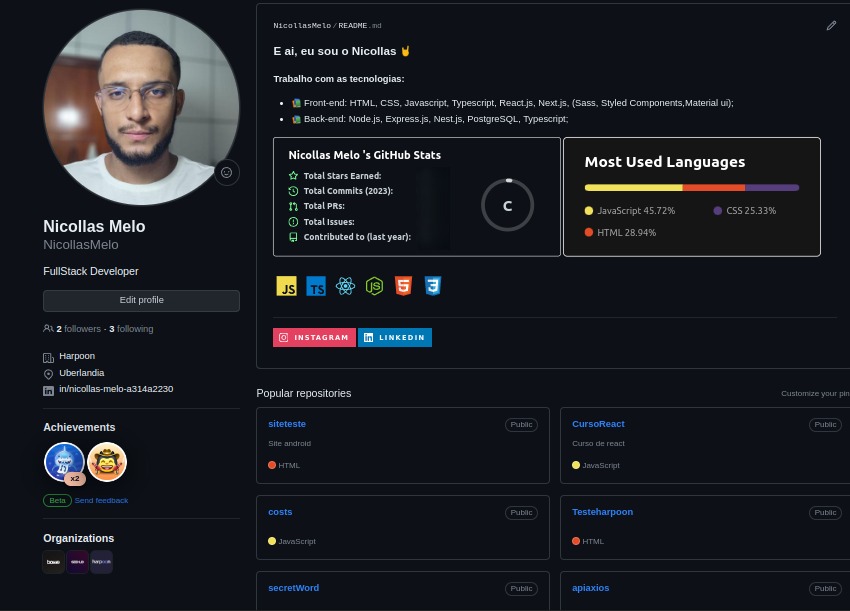 Nicollas Melo
NicollasMelo
FullStack Developer
Edit profile
2 followers · 3 following
Harpoon
Uberlandia
in/nicollas-melo-a314a2230
Achievements
x2
Beta Send feedback
Organizations
NicollasMelo/README.md
E ai, eu sou o Nicollas 🤘
Trabalho com as tecnologias:
Front-end: HTML, CSS, Javascript, Typescript, React.js, Next.js, (Sass, Styled Components,Material ui);
Back-end: Node.js, Express.js, Nest.js, PostgreSQL, Typescript;
Nicollas Melo 's GitHub Stats
Total Stars Earned:
Total Commits (2023):
Total PRs:
Total Issues:
Contributed to (last year):
C
Most Used Languages
JavaScript 45.72%
CSS 25.33%
HTML 28.94%
JS TS JS 5 3
INSTAGRAM LINKEDIN
Popular repositories
Customize your pin
siteteste Public
Site android
HTML
CursoReact Public
Curso de react
JavaScript
costs Public
JavaScript
Testeharpoon Public
HTML
secretWord Public
apiaxios Public